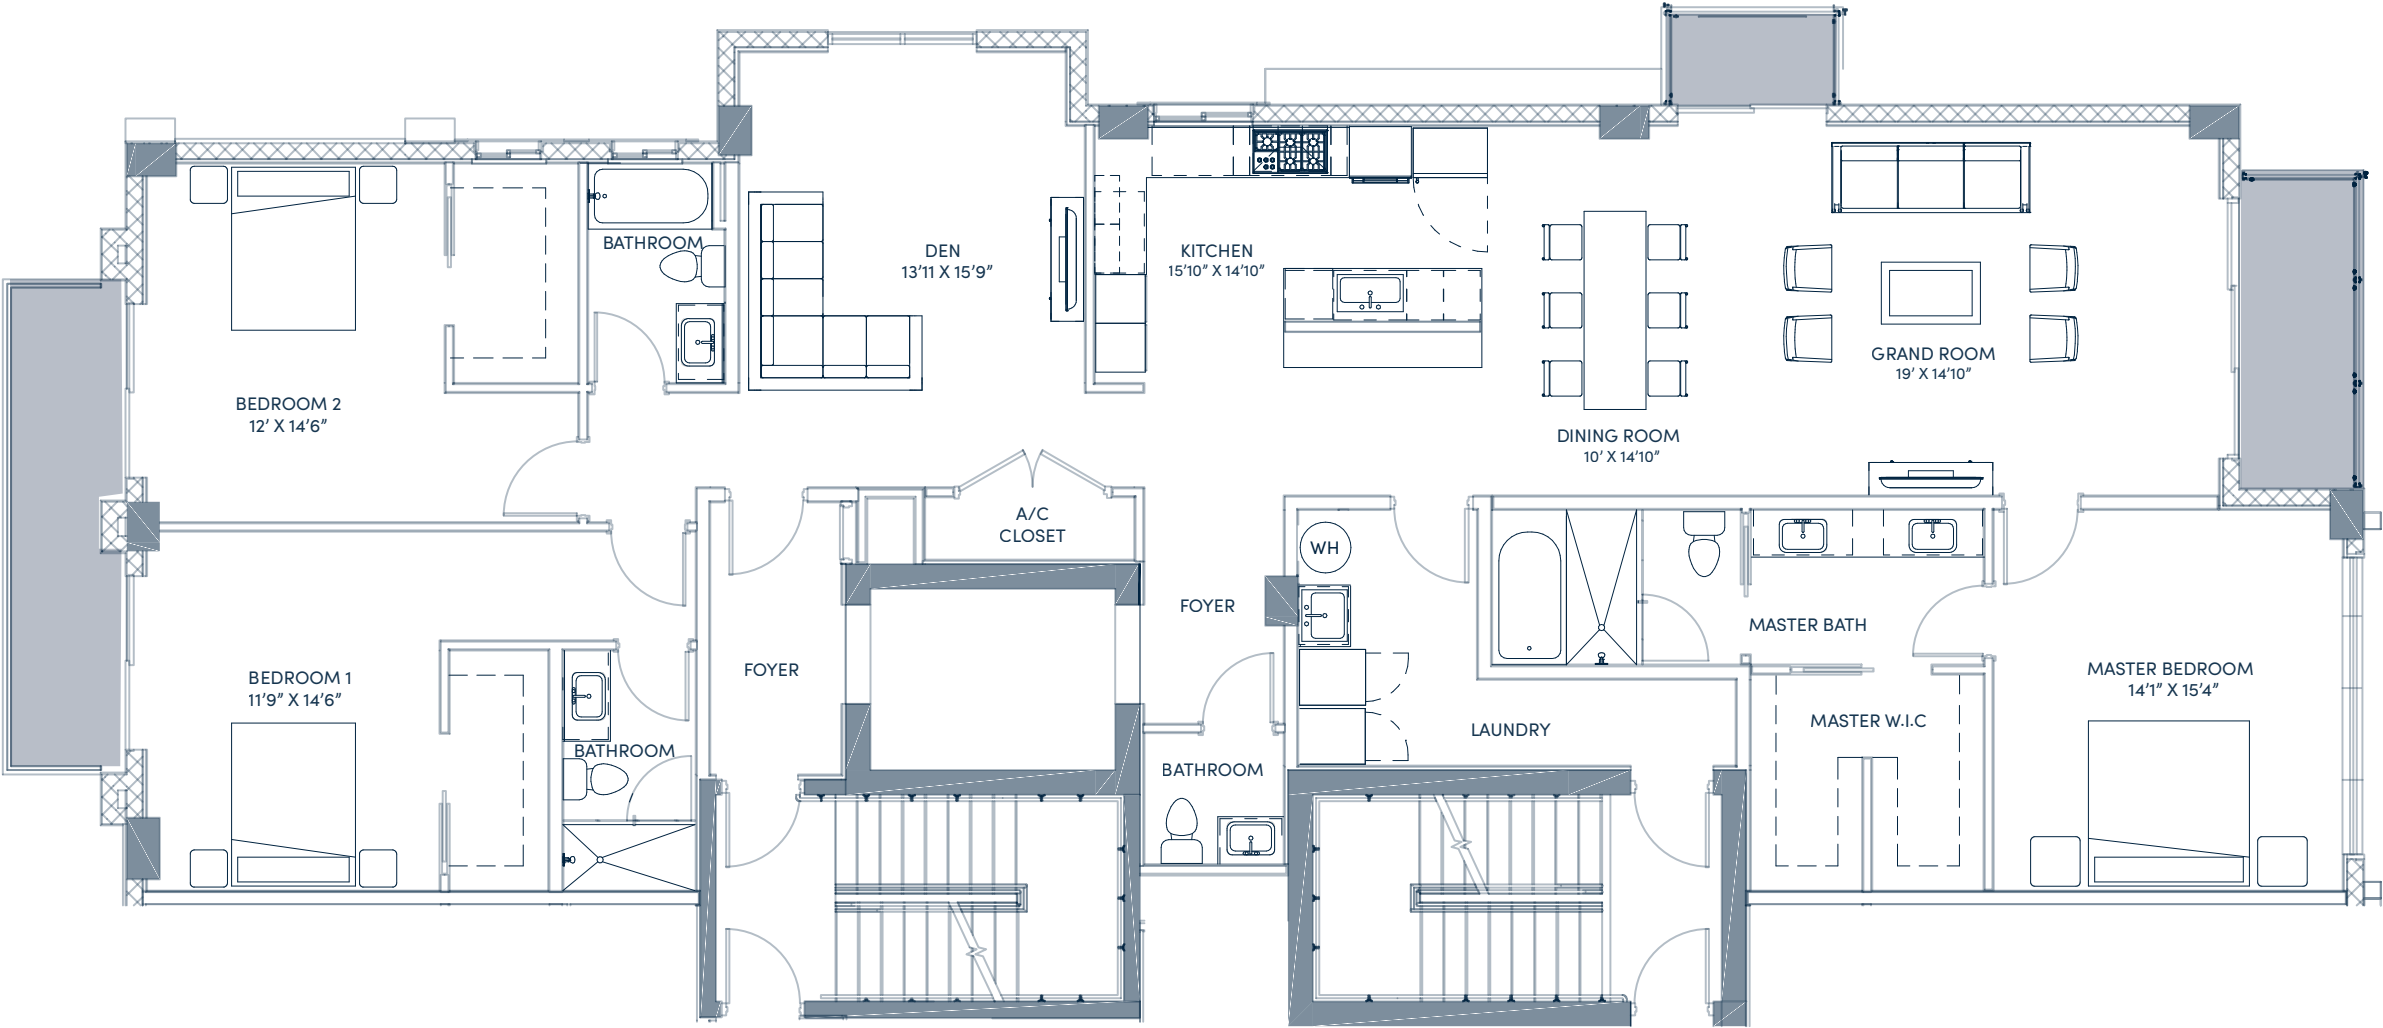 BATHROOM
DEN
13’11 X 15’9”
KITCHEN
15’10” X 14’10”
GRAND ROOM
19’ X 14’10”
BEDROOM 2
12’ X 14’6”
DINING ROOM
10’ X 14’10”
A/C
CLOSET
WH
FOYER
MASTER BATH
FOYER
MASTER BEDROOM
14’1” X 15’4”
BEDROOM 1
11’9” X 14’6”
MASTER W.I.C
LAUNDRY
BATHROOM
BATHROOM